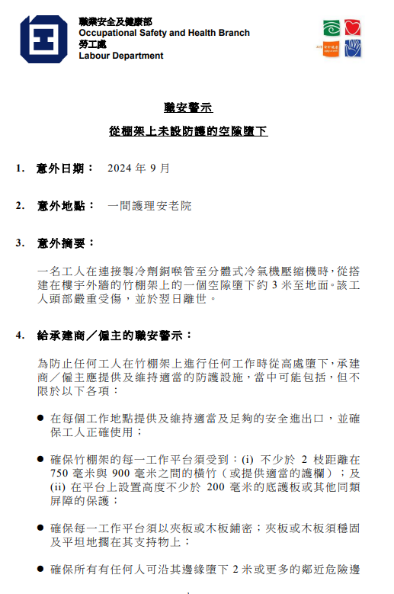 職業安全及健康部
Occupational Safety and Health Branch
勞工處
Labour Department
職安警示
從棚架上未設防護的空隙墮下
1. 意外日期： 2024 年 9 月
2. 意外地點： 一間護理安老院
3. 意外摘要：
一名工人在連接製冷劑銅喉管至分體式冷氣機壓縮機時，從搭
建在樓宇外牆的竹棚架上的一個空隙墮下約 3 米至地面。該工
人頭部嚴重受傷，並於翌日離世。
4. 給承建商／僱主的職安警示：
為防止任何工人在竹棚架上進行任何工作時從高處墮下，承建
商／僱主應提供及維持適當的防護設施，當中可能包括，但不
限於以下各項：
● 在每個工作地點提供及維持適當及足夠的安全進出口，並確
保工人正確使用；
● 確保竹棚架的每一工作平台須受到：(i) 不少於 2 枝距離在
750 毫米與 900 毫米之間的橫竹（或提供適當的護欄）；及
(ii) 在平台上設置高度不少於 200 毫米的底護板或其他同類
屏障的保護；
● 確保每一工作平台須以夾板或木板鋪密；夾板或木板須穩固
及平坦地擱在其支持物上；
● 確保所有有任何人可沿其邊緣墮下 2 米或更多的鄰近危險邊